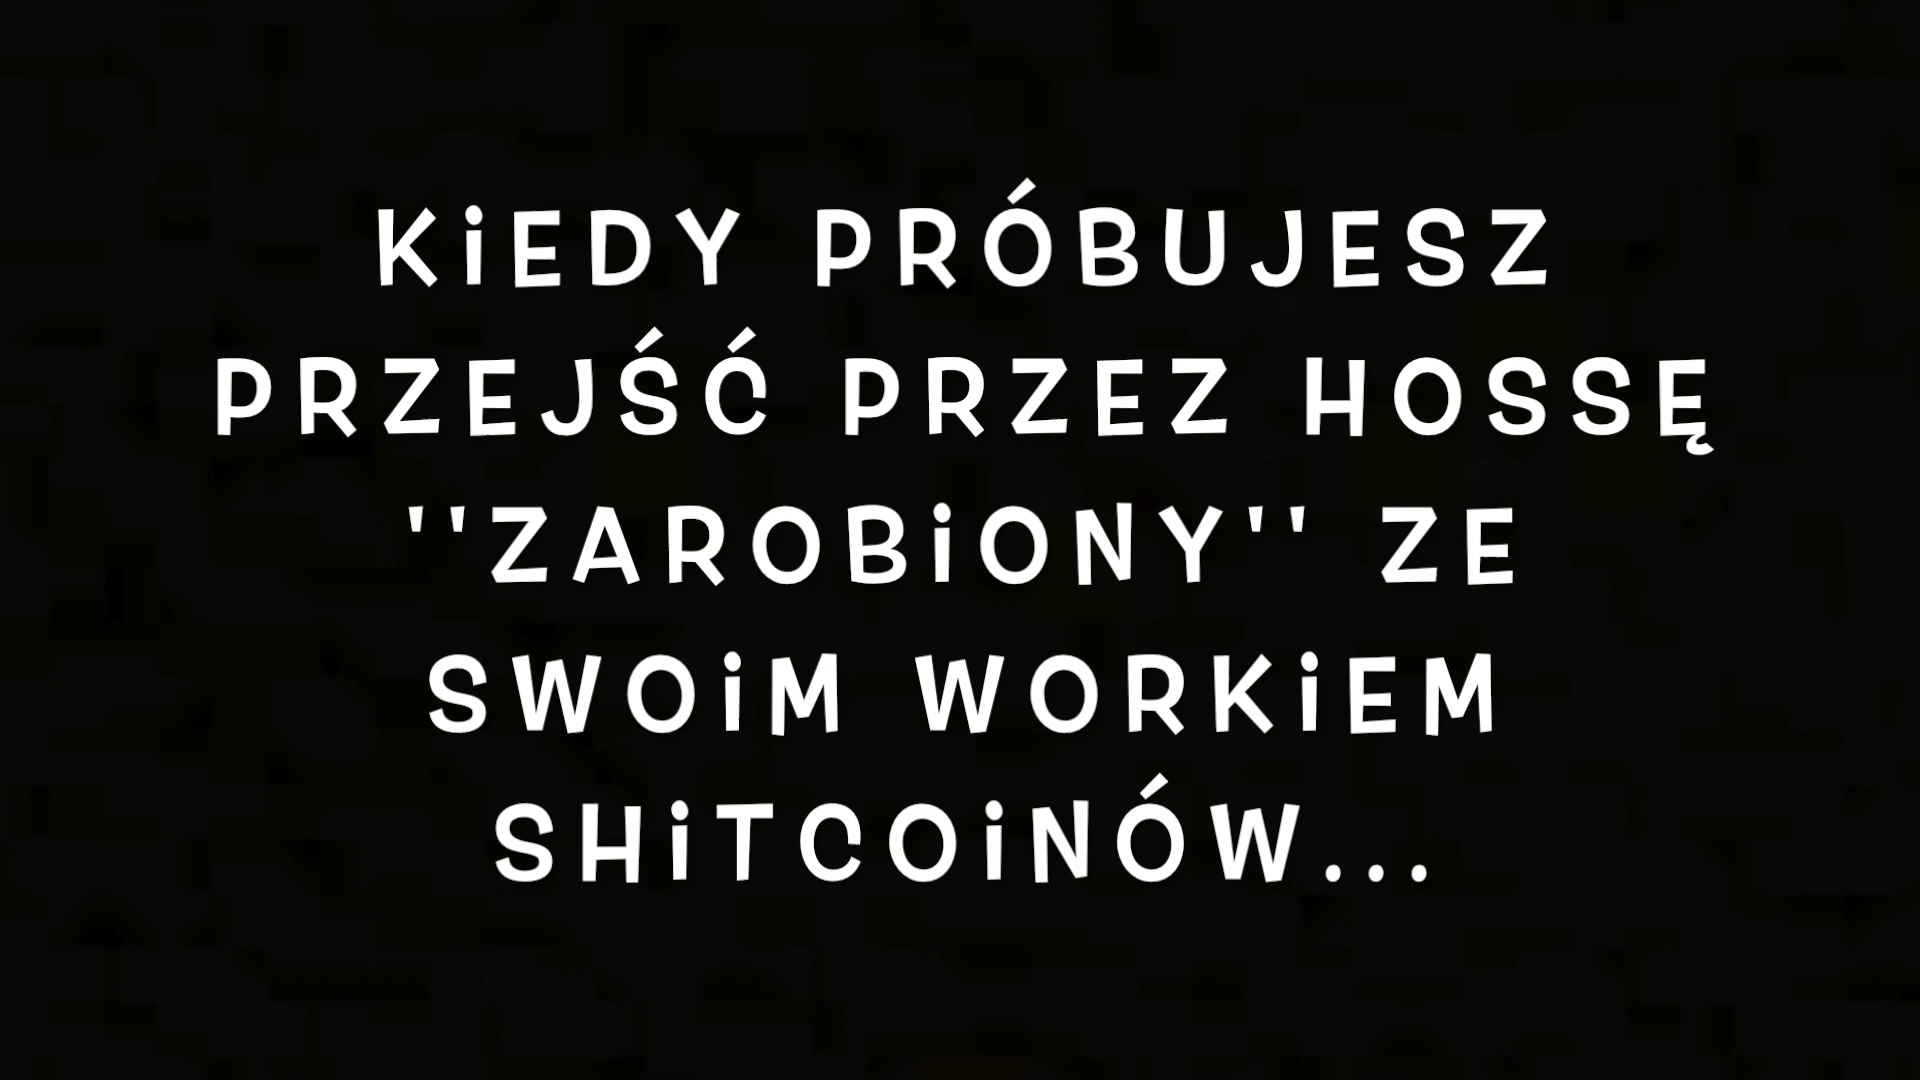 KiEDY PRÓBUJESZ
PRZEJŚĆ PRZEZ HOSSĘ
''ZAROBiONY'' ZE
SWOiM WORKiEM
SHiTCOiNÓW...